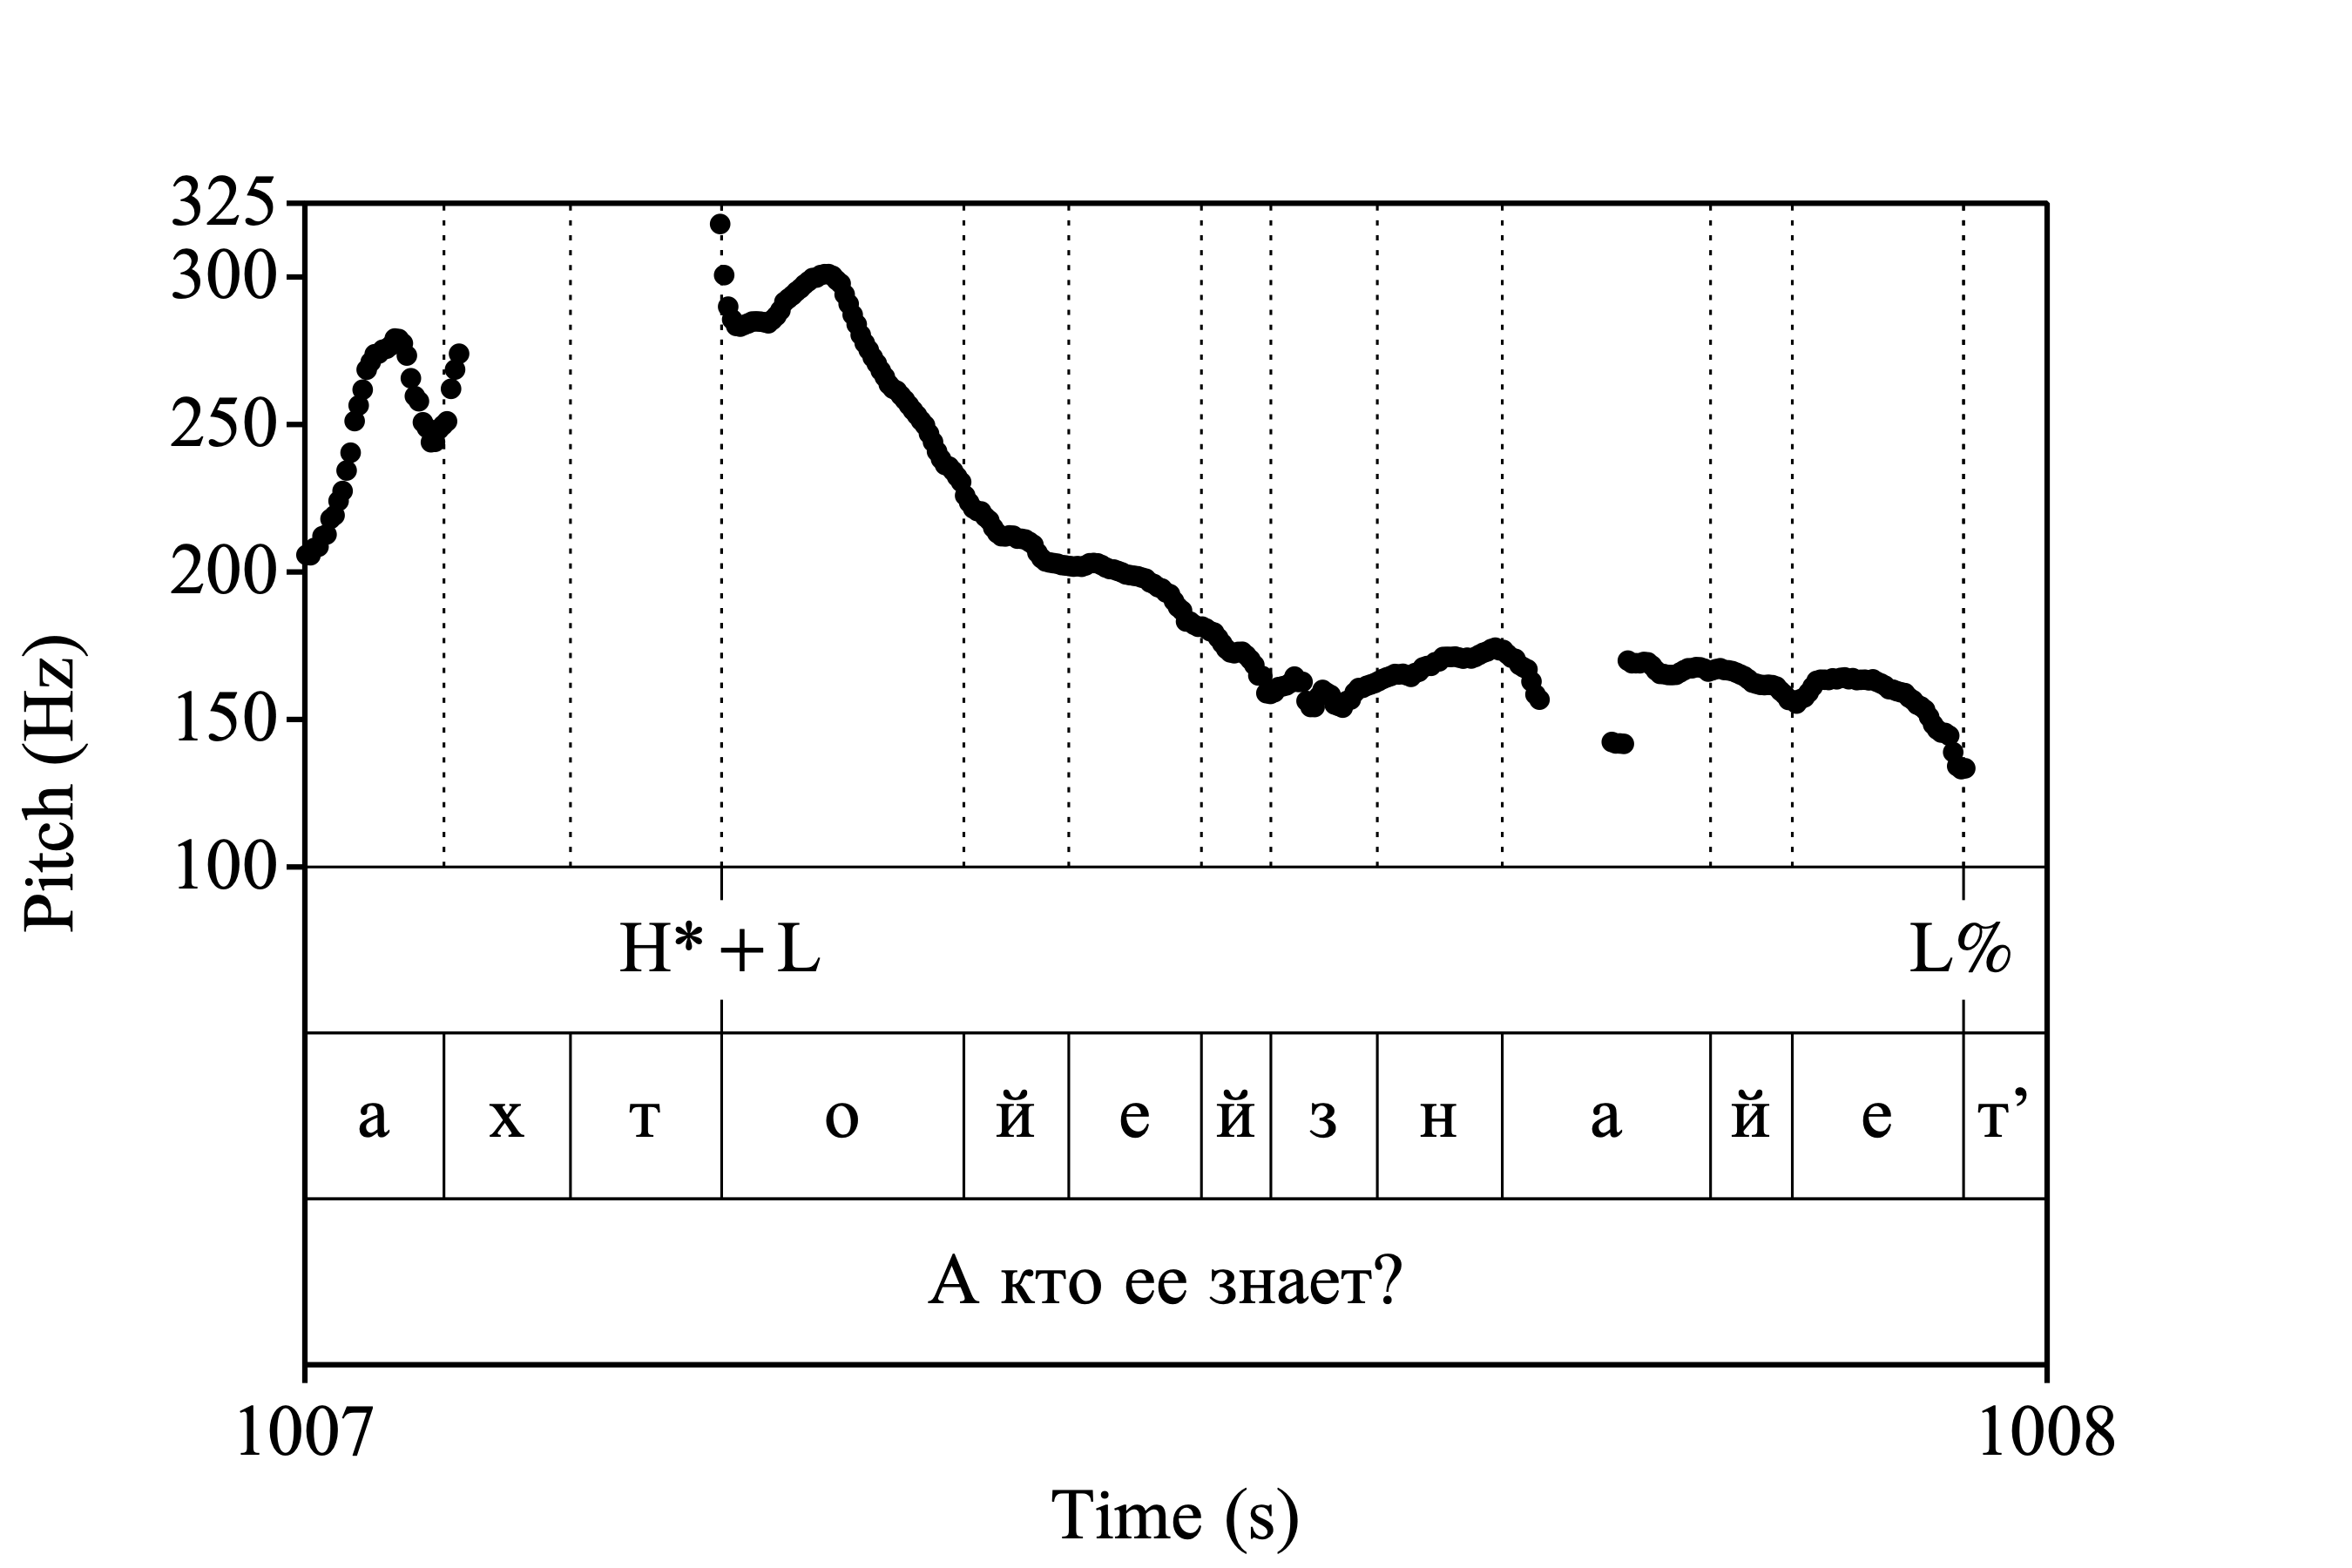 325
300
250
200
150
100
Pitch (Hz)
H*+L L%
а х т о й е й з н а й е т’
А кто ее знает?
1007 1008
Time (s)